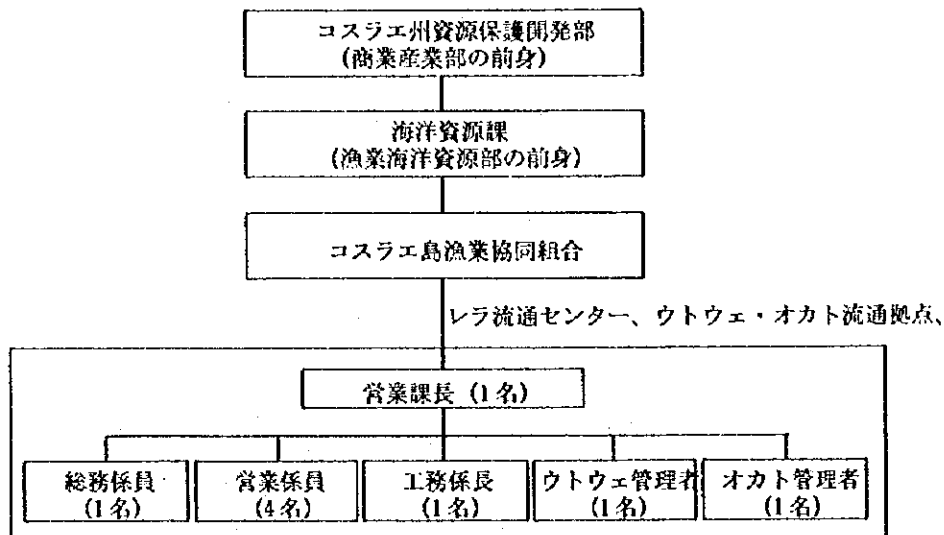 コスラエ州資源保護開発部
(商業産業部の前身)
海洋資源課
(漁業海洋資源部の前身)
コスラエ島漁業協同組合
レラ流通センター、ウトウェ・オカト流通拠点、
営業課長 (1名)
総務係員
(1名)
営業係員
(4名)
工務係長
(1名)
ウトウェ管理者
(1名)
オカト管理者
(1名)